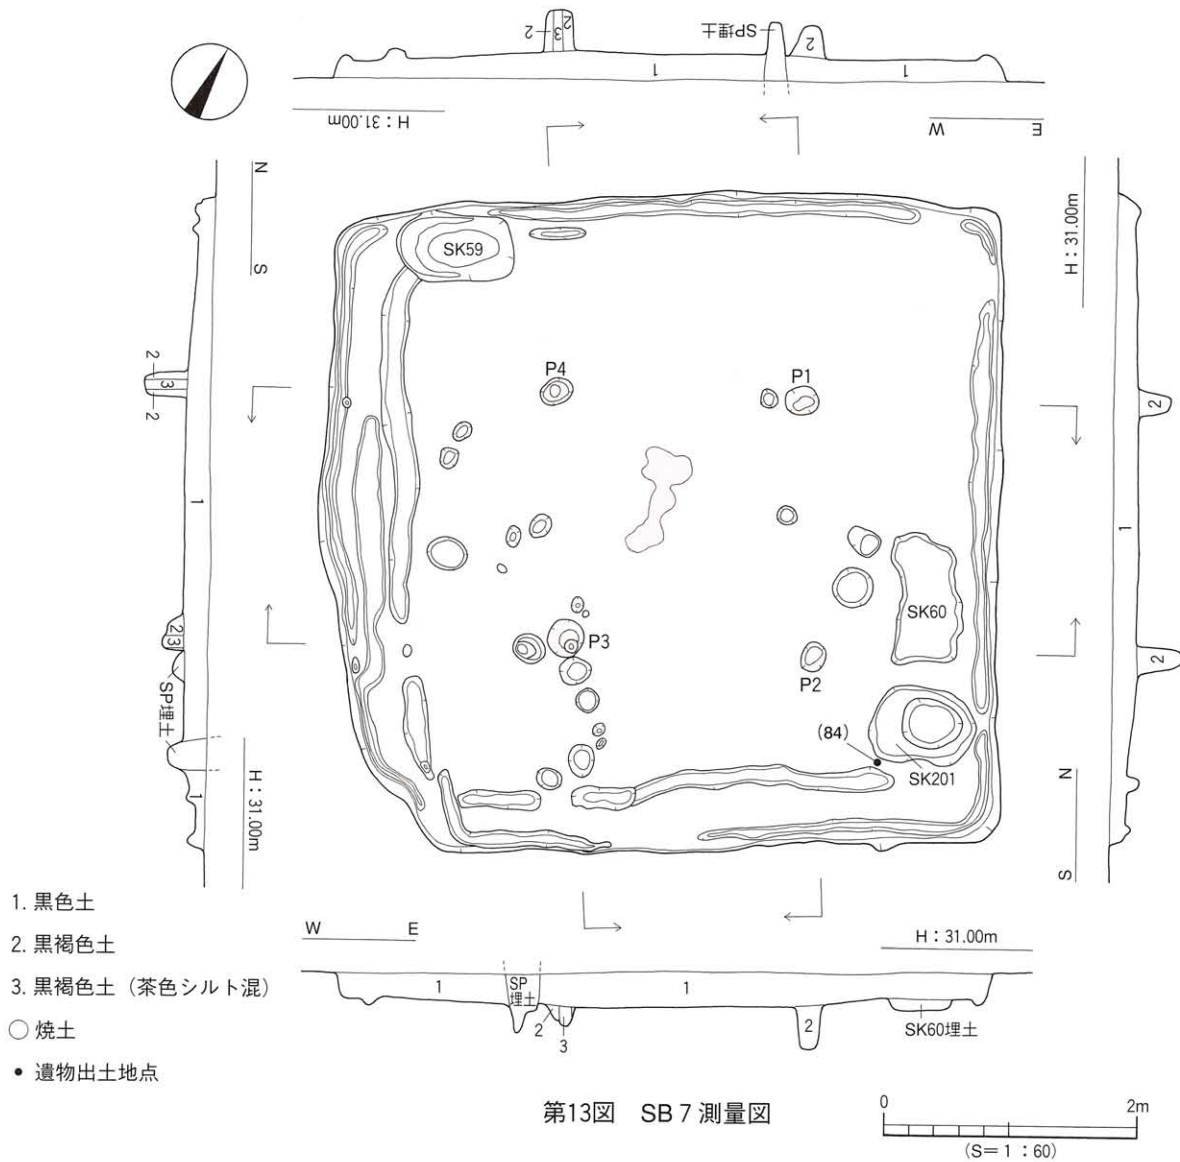 2
3
-2
SP埋土
2
1
1
H：31.00m
W
E
N
S
H：31.00m
SK59
2
3
2
P4
P1
2
1
1
SK60
P3
P2
2
3
2
SP埋土
(84)
SK201
1
H：31.00m
N
S
1. 黒色土
2. 黒褐色土
3. 黒褐色土（茶色シルト混）
焼土
遺物出土地点
W
E
H：31.00m
1
SP
埋土
1
2
3
2
SK60埋土
第13図 SB７測量図
0
2m
(S＝1：60)